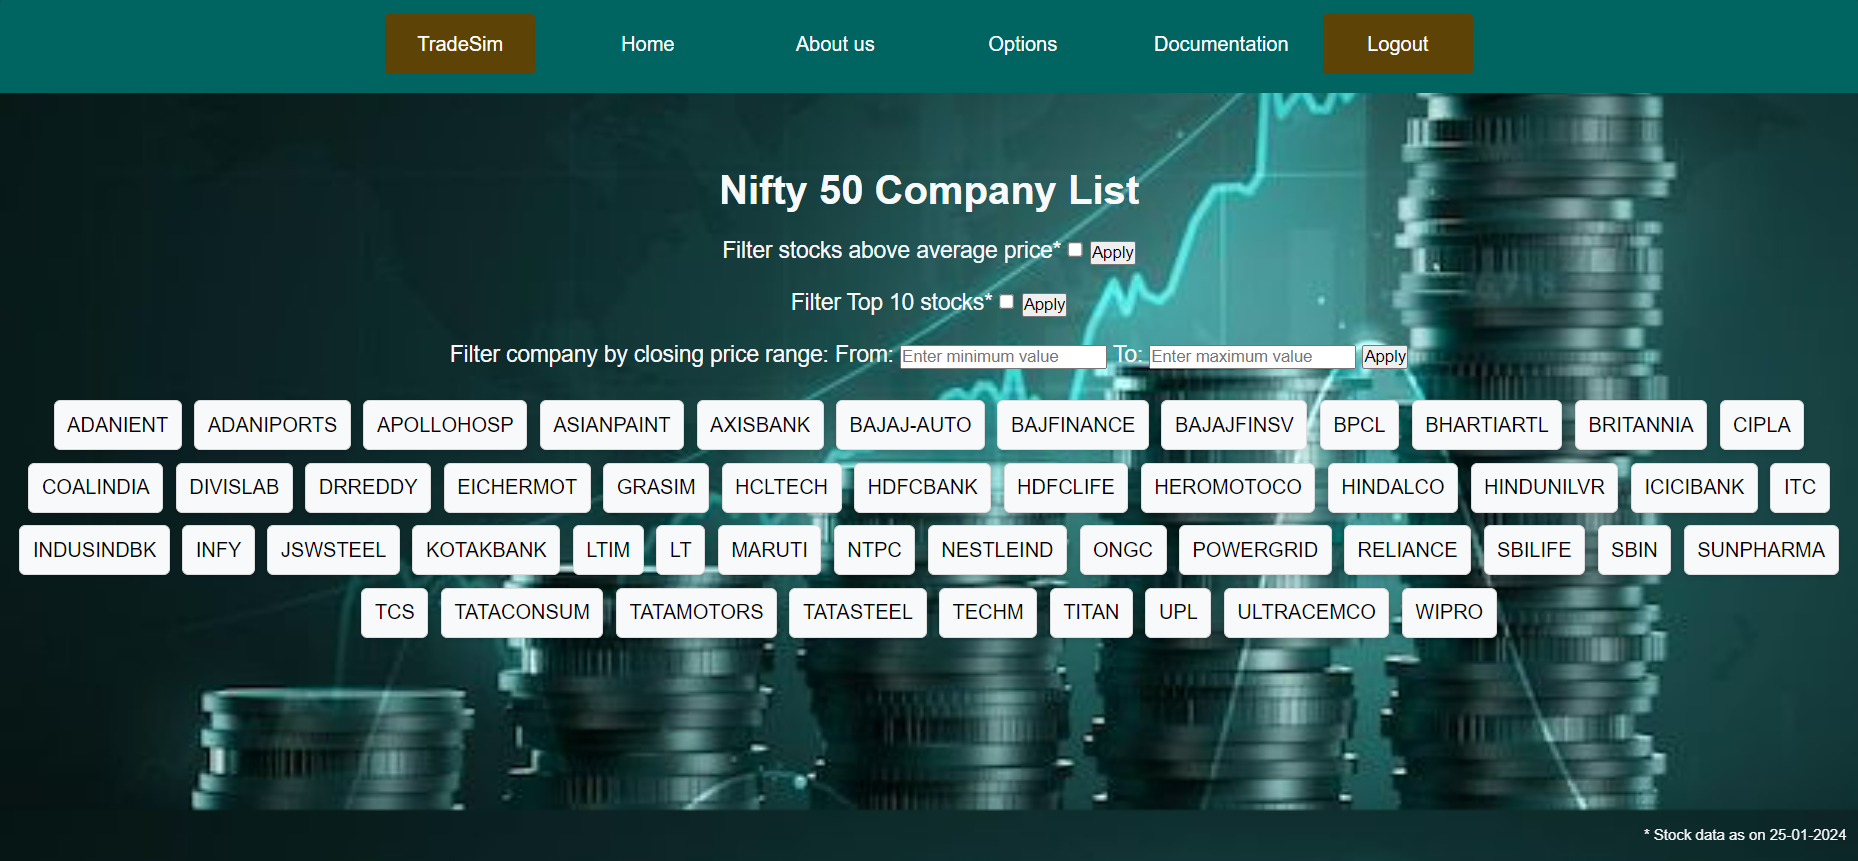 TradeSim Home About us Options Documentation Logout
Nifty 50 Company List
Filter stocks above average price* Apply
Filter Top 10 stocks* Apply
Filter company by closing price range: From: Enter minimum value To: Enter maximum value Apply
ADANIENT ADANIPORTS APOLLOHOSP ASIANPAINT AXISBANK BAJAJ-AUTO BAJFINANCE BAJAJFINSV BPCL BHARTIARTL BRITANNIA CIPLA
COALINDIA DIVISLAB DRREDDY EICHERMOT GRASIM HCLTECH HDFCBANK HDFCLIFE HEROMOTOCO HINDALCO HINDUNILVR ICICIBANK ITC
INDUSINDBK INFY JSWSTEEL KOTAKBANK LTIM LT MARUTI NTPC NESTLEIND ONGC POWERGRID RELIANCE SBILIFE SBIN SUNPHARMA
TCS TATACONSUM TATAMOTORS TATASTEEL TECHM TITAN UPL ULTRACEMCO WIPRO
* Stock data as on 25-01-2024